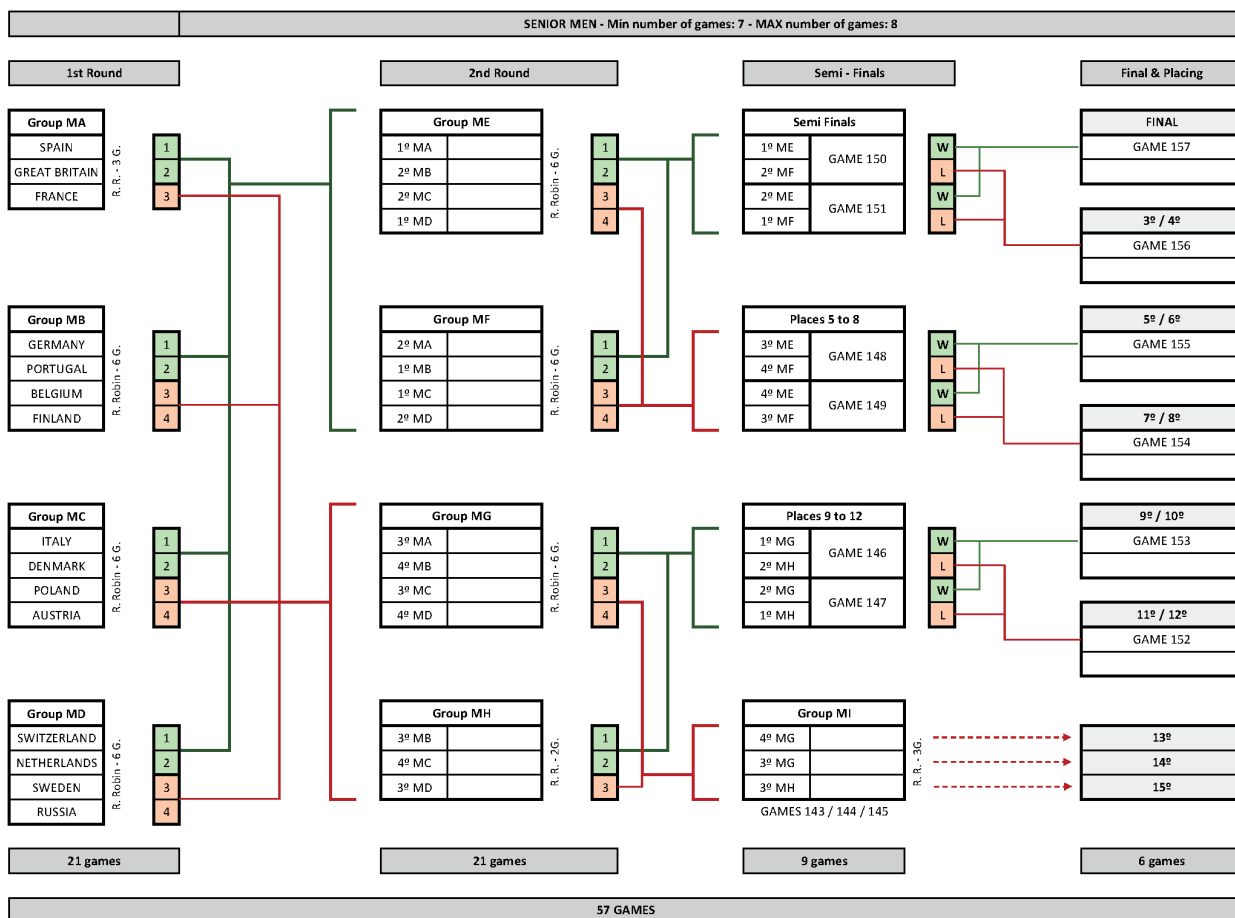 SENIOR MEN - Min number of games: 7 - MAX number of games: 8
1st Round
2nd Round
Semi - Finals
Final & Placing
Group MA
SPAIN
GREAT BRITAIN
FRANCE
R. R. - 3 G.
1
2
3
Group MB
GERMANY
PORTUGAL
BELGIUM
FINLAND
R. Robin - 6 G.
1
2
3
4
Group MC
ITALY
DENMARK
POLAND
AUSTRIA
R. Robin - 6 G.
1
2
3
4
Group MD
SWITZERLAND
NETHERLANDS
SWEDEN
RUSSIA
R. Robin - 6 G.
1
2
3
4
21 games
Group ME
1º MA
2º MB
2º MC
1º MD
R. Robin - 6 G.
1
2
3
4
Group MF
2º MA
1º MB
1º MC
2º MD
R. Robin - 6 G.
1
2
3
4
Group MG
3º MA
4º MB
3º MC
4º MD
R. Robin - 6 G.
1
2
3
4
Group MH
3º MB
4º MC
3º MD
R. R. - 2G.
1
2
3
21 games
Semi Finals
1º ME
2º MF
GAME 150
2º ME
1º MF
GAME 151
W
L
W
L
Places 5 to 8
3º ME
4º MF
GAME 148
4º ME
3º MF
GAME 149
W
L
W
L
Places 9 to 12
1º MG
2º MH
GAME 146
2º MG
1º MH
GAME 147
W
L
W
L
Group MI
4º MG
3º MG
3º MH
R. R. - 3G.
GAMES 143 / 144 / 145
9 games
FINAL
GAME 157
3º / 4º
GAME 156
5º / 6º
GAME 155
7º / 8º
GAME 154
9º / 10º
GAME 153
11º / 12º
GAME 152
13º
14º
15º
6 games
57 GAMES